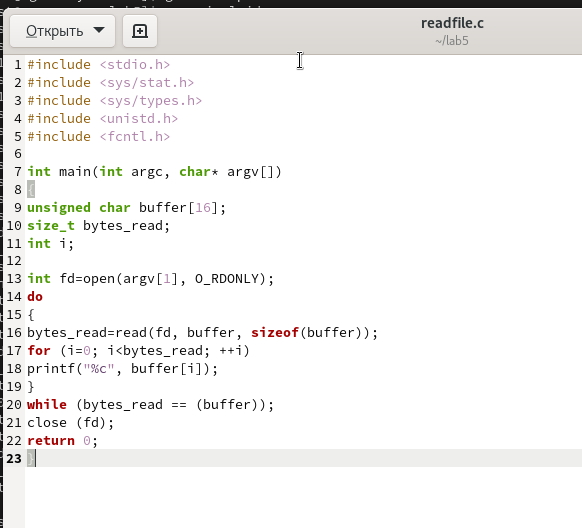 Открыть
readfile.c
~/lab5
1 #include <stdio.h>
2 #include <sys/stat.h>
3 #include <sys/types.h>
4 #include <unistd.h>
5 #include <fcntl.h>
6
7 int main(int argc, char* argv[])
8 {
9 unsigned char buffer[16];
10 size_t bytes_read;
11 int i;
12
13 int fd=open(argv[1], O_RDONLY);
14 do
15 {
16 bytes_read=read(fd, buffer, sizeof(buffer));
17 for (i=0; i<bytes_read; ++i)
18 printf("%c", buffer[i]);
19 }
20 while (bytes_read == (buffer));
21 close (fd);
22 return 0;
23 }